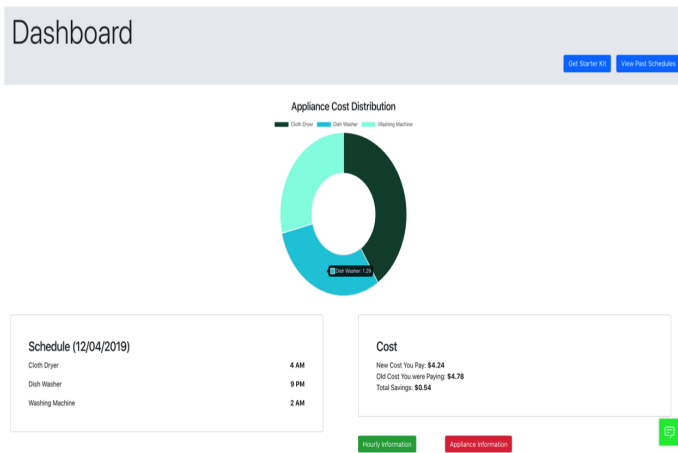 Dashboard
Get Starter Kit
View Past Schedules
Appliance Cost Distribution
Cloth Dryer Dish Washer Washing Machine
Dish Washer: 1.29
Schedule (12/04/2019)
Cloth Dryer 4 AM
Dish Washer 9 PM
Washing Machine 2 AM
Cost
New Cost You Pay: $4.24
Old Cost You were Paying: $4.78
Total Savings: $0.54
Hourly Information
Appliance Information